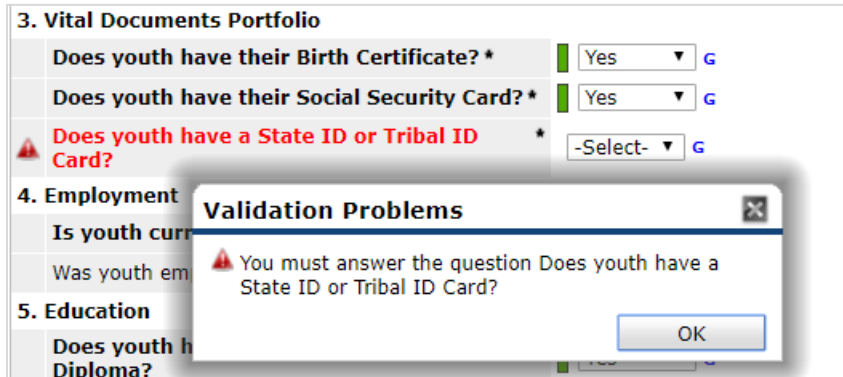 3. Vital Documents Portfolio
Does youth have their Birth Certificate? * Yes G
Does youth have their Social Security Card? * Yes G
Does youth have a State ID or Tribal ID * -Select- G
Card?
4. Employment
Validation Problems
Is youth curr
You must answer the question Does youth have a
Was youth em
State ID or Tribal ID Card?
5. Education
OK
Does youth h
Yes G
Diploma?